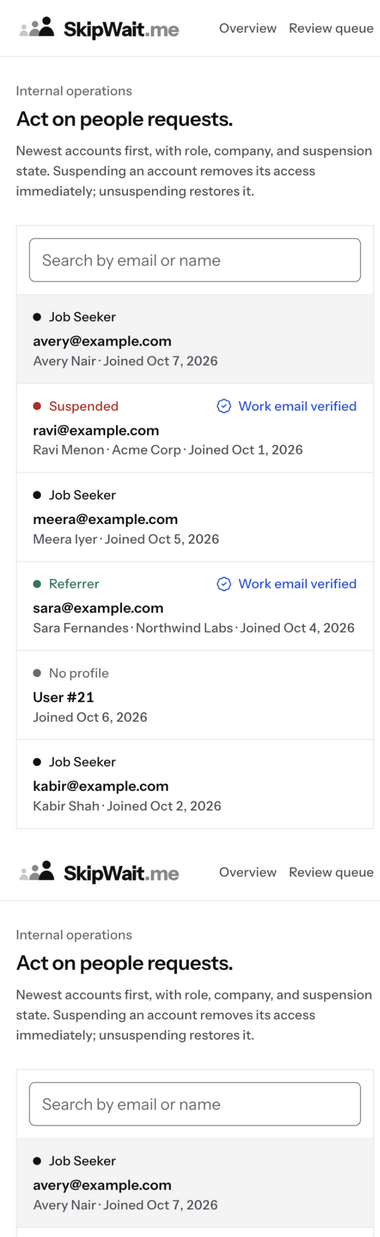 SkipWait.me
Overview Review queue
Internal operations
Act on people requests.
Newest accounts first, with role, company, and suspension
state. Suspending an account removes its access
immediately; unsuspending restores it.
Search by email or name
Job Seeker
avery@example.com
Avery Nair · Joined Oct 7, 2026
Suspended Work email verified
ravi@example.com
Ravi Menon · Acme Corp · Joined Oct 1, 2026
Job Seeker
meera@example.com
Meera Iyer · Joined Oct 5, 2026
Referrer Work email verified
sara@example.com
Sara Fernandes · Northwind Labs · Joined Oct 4, 2026
No profile
User #21
Joined Oct 6, 2026
Job Seeker
kabir@example.com
Kabir Shah · Joined Oct 2, 2026
SkipWait.me
Overview Review queue
Internal operations
Act on people requests.
Newest accounts first, with role, company, and suspension
state. Suspending an account removes its access
immediately; unsuspending restores it.
Search by email or name
Job Seeker
avery@example.com
Avery Nair · Joined Oct 7, 2026